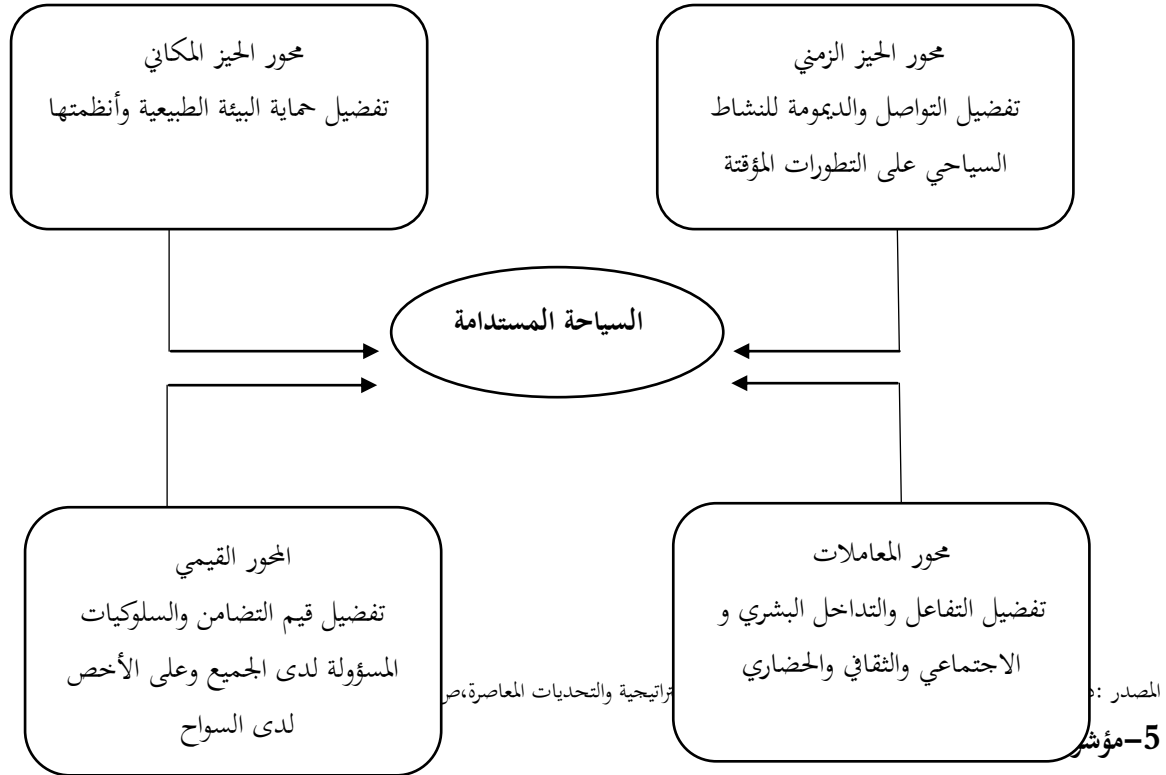 محور الحيز الزمني
تفضيل التواصل والديمومة للنشاط
السياحي على التطورات المؤقتة
محور الحيز المكاني
تفضيل حماية البيئة الطبيعية وأنظمتها
السياحة المستدامة
محور المعاملات
تفضيل التفاعل والتداخل البشري و
الاجتماعي والثقافي والحضاري
المحور القيمي
تفضيل قيم التضامن والسلوكيات
المسؤولة لدى الجميع وعلى الأخص
لدى السواح
المصدر : والتحديات المعاصرة،
5-